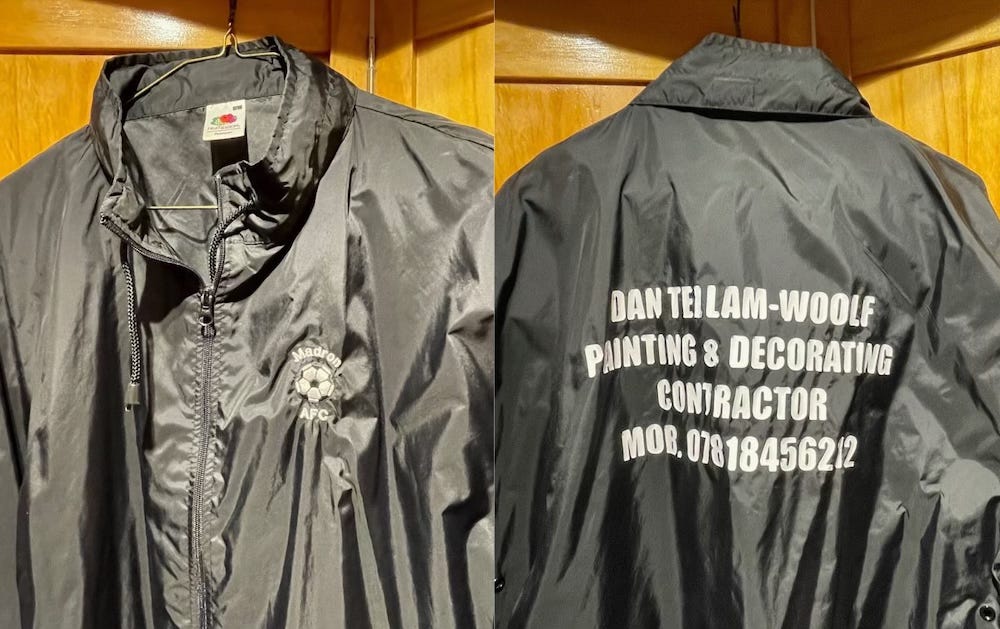 Madron
AFC
DAN TELLAM-WOOLF
PAINTING & DECORATING
CONTRACTOR
MOB. 07818456212